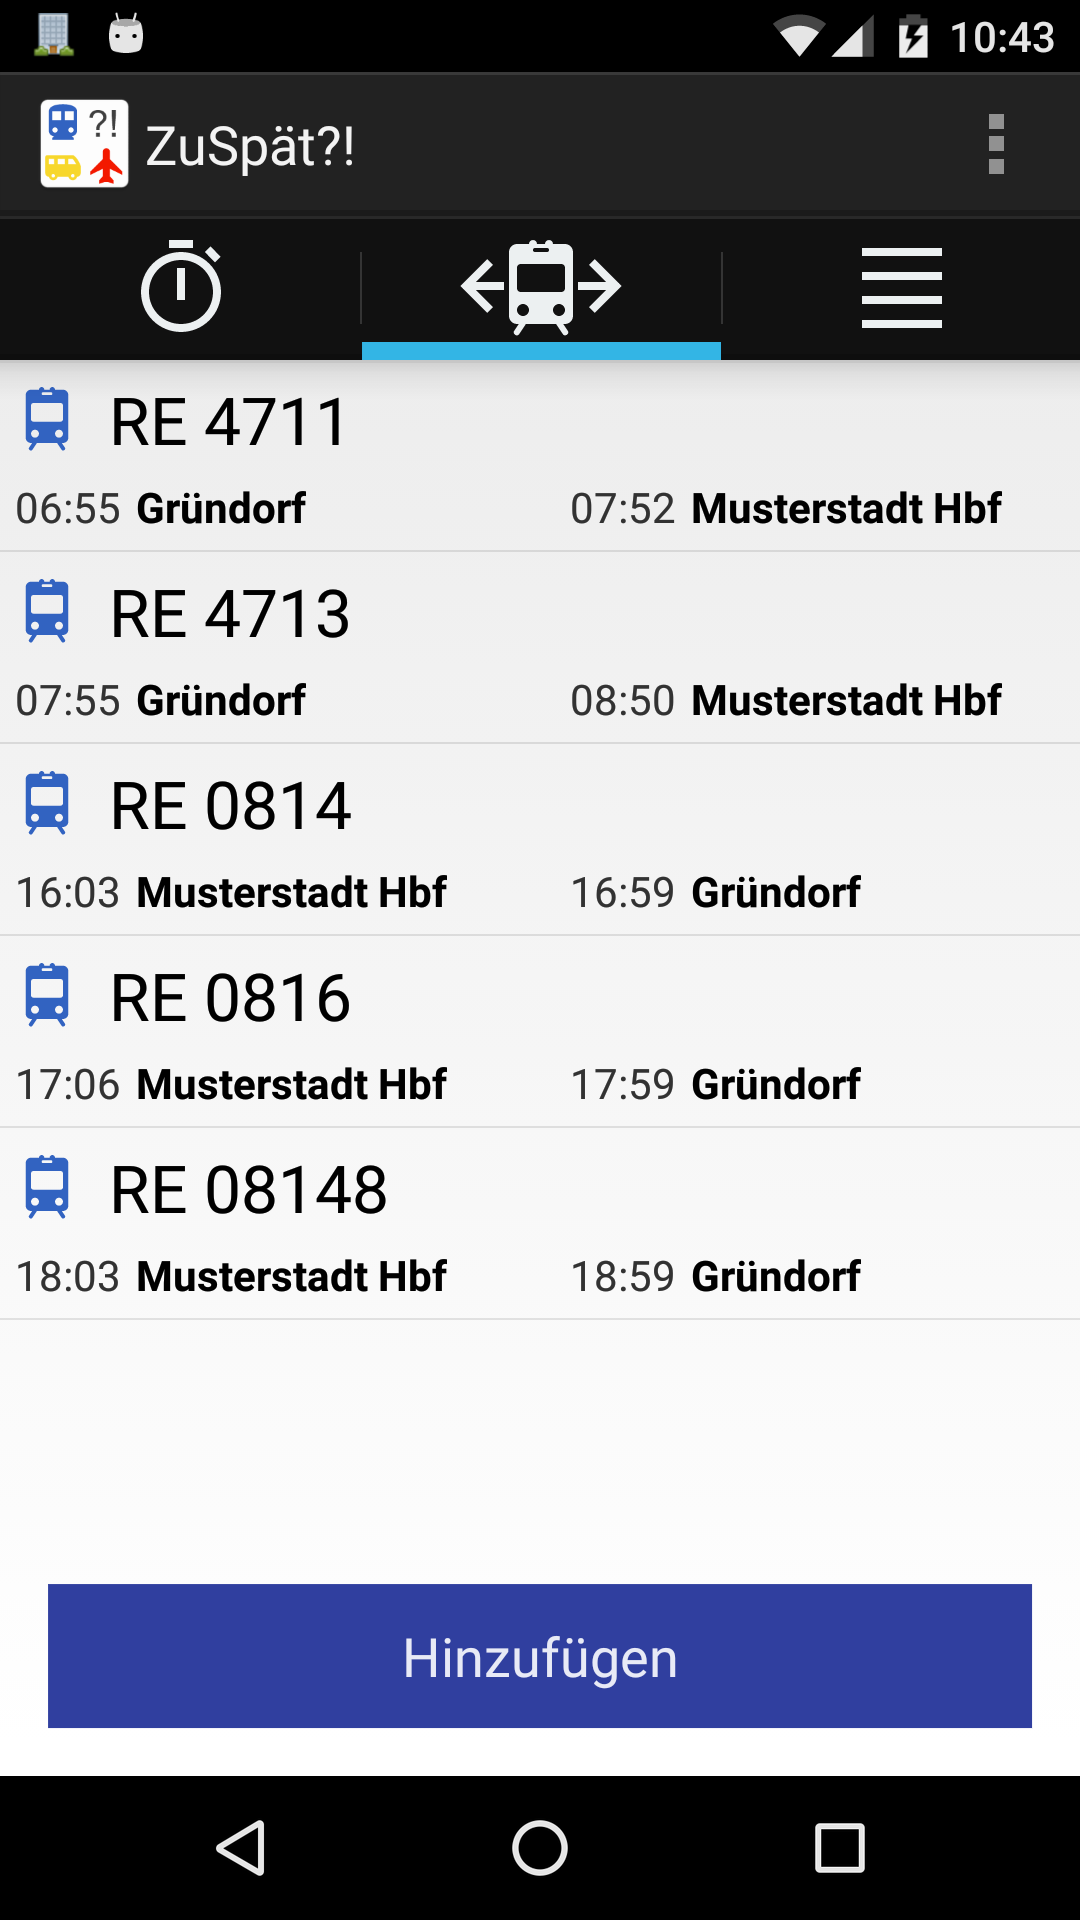 10:43
?! ZuSpät?!
RE 4711
06:55 Gründorf 07:52 Musterstadt Hbf
RE 4713
07:55 Gründorf 08:50 Musterstadt Hbf
RE 0814
16:03 Musterstadt Hbf 16:59 Gründorf
RE 0816
17:06 Musterstadt Hbf 17:59 Gründorf
RE 08148
18:03 Musterstadt Hbf 18:59 Gründorf
Hinzufügen